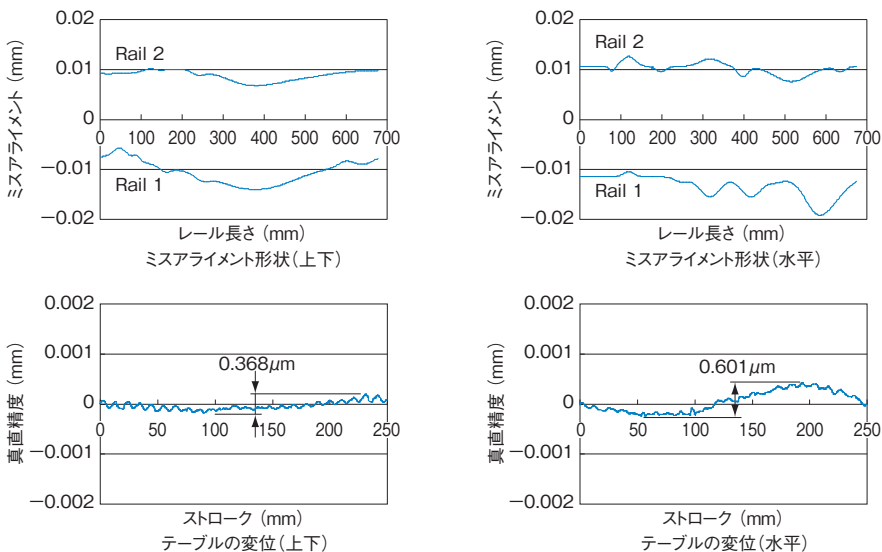 0.02
0.01
0
−0.01
−0.02
ミスアライメント (mm)
Rail 2
0 100 200 300 400 500 600 700
Rail 1
レール長さ (mm)
ミスアライメント形状(上下)
0.02
0.01
0
−0.01
−0.02
ミスアライメント (mm)
Rail 2
0 100 200 300 400 500 600 700
Rail 1
レール長さ (mm)
ミスアライメント形状(水平)
0.002
0.001
0
−0.001
−0.002
真直精度 (mm)
0.368μm
0 50 100 150 200 250
ストローク (mm)
テーブルの変位(上下)
0.002
0.001
0
−0.001
−0.002
真直精度 (mm)
0.601μm
0 50 100 150 200 250
ストローク (mm)
テーブルの変位(水平)